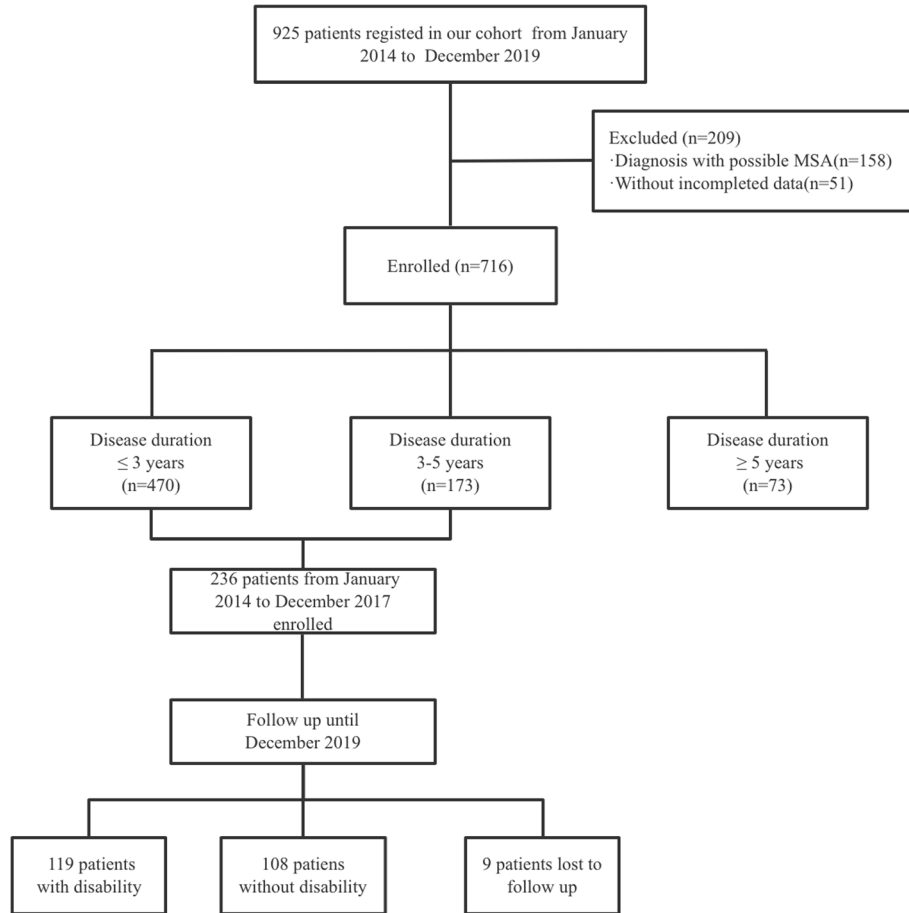 925 patients registed in our cohort from January
2014 to December 2019
Excluded (n=209)
·Diagnosis with possible MSA(n=158)
·Without incompleted data(n=51)
Enrolled (n=716)
Disease duration
≤ 3 years
(n=470)
Disease duration
3-5 years
(n=173)
Disease duration
≥ 5 years
(n=73)
236 patients from January
2014 to December 2017
enrolled
Follow up until
December 2019
119 patients
with disability
108 patiens
without disability
9 patients lost to
follow up